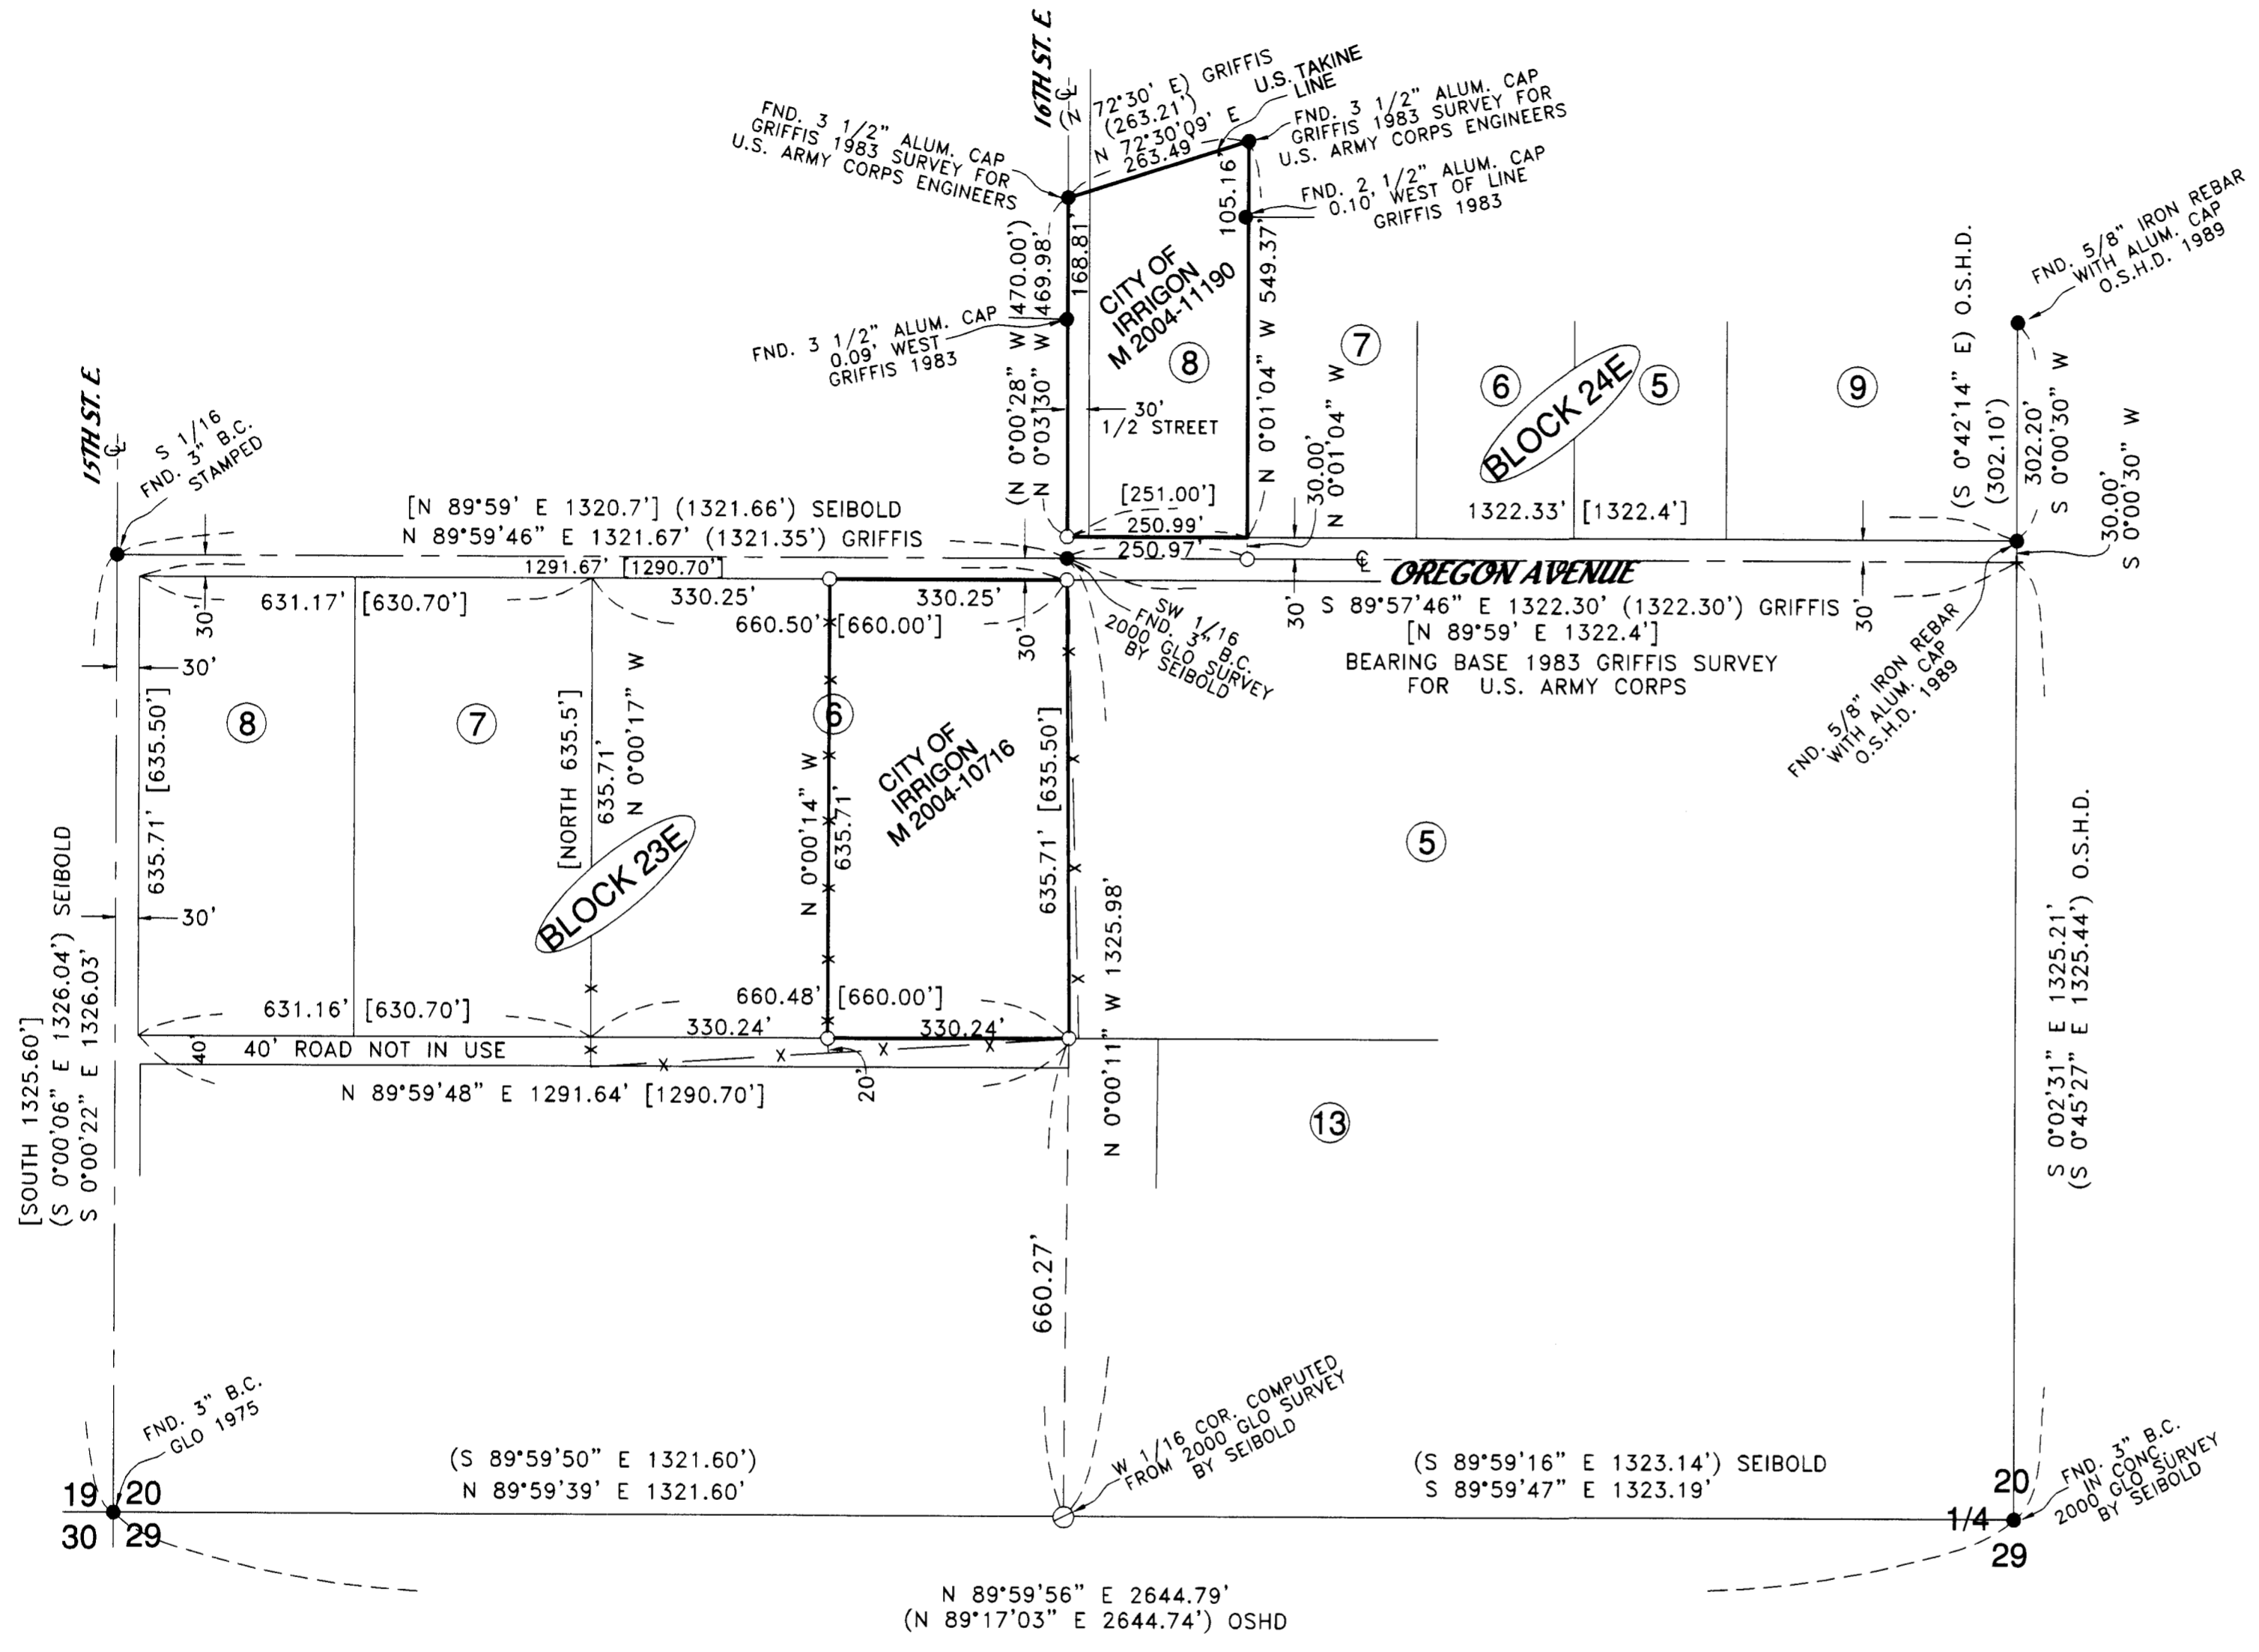 16TH ST. E.
℄
(N 72°30' E) GRIFFIS
(263.21')
N 72°30'09" E
263.49'
U.S. TAKINE
LINE
FND. 3 1/2" ALUM. CAP
GRIFFIS 1983 SURVEY FOR
U.S. ARMY CORPS ENGINEERS
FND. 3 1/2" ALUM. CAP
GRIFFIS 1983 SURVEY FOR
U.S. ARMY CORPS ENGINEERS
FND. 2 1/2" ALUM. CAP
0.10' WEST OF LINE
GRIFFIS 1983
105.16'
(N 0°00'28" W 470.00')
N 0°03'30" W 469.98'
168.81'
CITY OF
IRRIGON
M 2004-11190
8
N 0°01'04" W 549.37'
FND. 3 1/2" ALUM. CAP
0.09' WEST
GRIFFIS 1983
30'
1/2 STREET
7
N 0°01'04" W
30.00'
6
BLOCK 24E
5
9
(S 0°42'14" E) O.S.H.D.
(302.10')
302.20'
S 0°00'30" W
30.00'
S 0°00'30" W
FND. 5/8" IRON REBAR
WITH ALUM. CAP
O.S.H.D. 1989
15TH ST. E.
℄
S 1/16
FND. 3" B.C.
STAMPED
[N 89°59' E 1320.7'] (1321.66') SEIBOLD
N 89°59'46" E 1321.67' (1321.35') GRIFFIS
[251.00']
250.99'
250.97'
1322.33' [1322.4']
℄
OREGON AVENUE
1291.67' [1290.70']
631.17' [630.70']
330.25'
330.25'
660.50' [660.00']
30'
30'
30'
30'
S 89°57'46" E 1322.30' (1322.30') GRIFFIS
[N 89°59' E 1322.4']
BEARING BASE 1983 GRIFFIS SURVEY
FOR U.S. ARMY CORPS
SW 1/16
FND. 3" B.C.
2000 GLO SURVEY
BY SEIBOLD
FND. 5/8" IRON REBAR
WITH ALUM. CAP
O.S.H.D. 1989
30'
635.71' [635.50']
8
7
[NORTH 635.5']
635.71'
N 0°00'17" W
6
CITY OF
IRRIGON
M 2004-10716
N 0°00'14" W
635.71'
635.71' [635.50']
5
BLOCK 23E
30'
[SOUTH 1325.60']
(S 0°00'06" E 1326.04') SEIBOLD
S 0°00'22" E 1326.03'
N 0°00'11" W 1325.98'
S 0°02'31" E 1325.21'
(S 0°45'27" E 1325.44') O.S.H.D.
631.16' [630.70']
660.48' [660.00']
330.24'
330.24'
40'
40' ROAD NOT IN USE
20'
N 89°59'48" E 1291.64' [1290.70']
13
660.27'
FND. 3" B.C.
GLO 1975
W 1/16 COR. COMPUTED
FROM 2000 GLO SURVEY
BY SEIBOLD
(S 89°59'50" E 1321.60')
N 89°59'39" E 1321.60'
(S 89°59'16" E 1323.14') SEIBOLD
S 89°59'47" E 1323.19'
FND. 3" B.C.
IN CONC.
2000 GLO SURVEY
BY SEIBOLD
19 20
30 29
20
1/4
29
N 89°59'56" E 2644.79'
(N 89°17'03" E 2644.74') OSHD